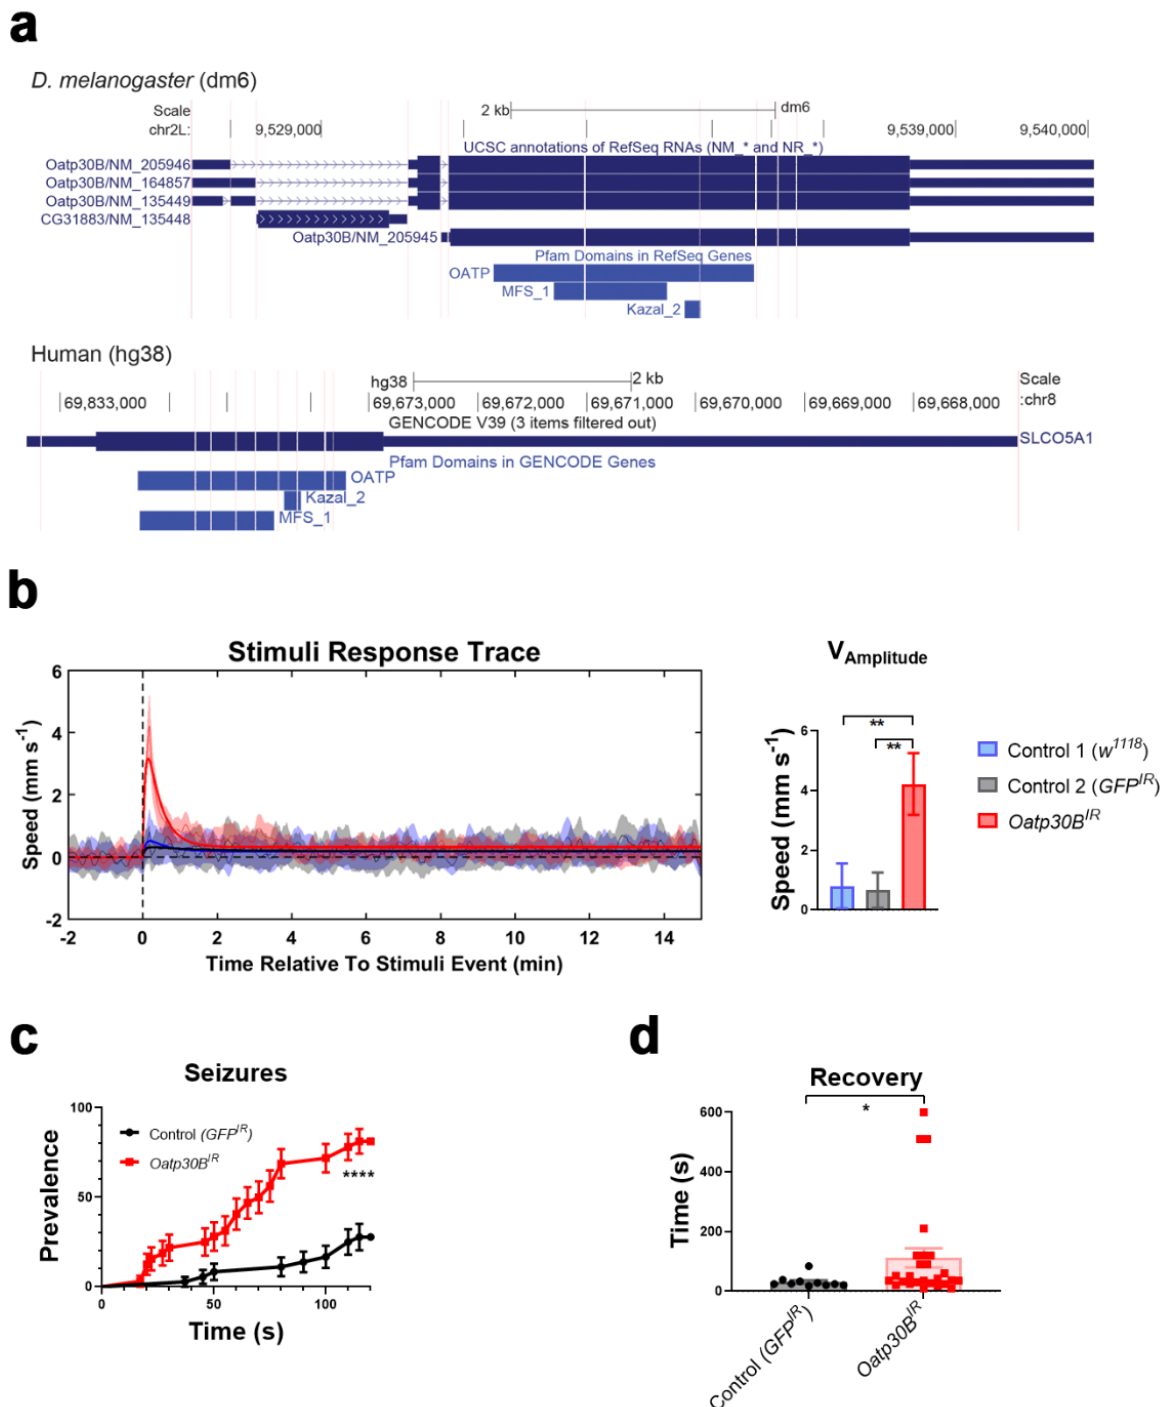 a
D. melanogaster (dm6)
Scale
2 kb
dm6
chr2L:
9,529,000
9,539,000
9,540,000
UCSC annotations of RefSeq RNAs (NM_* and NR_*)
Oatp30B/NM_205946
Oatp30B/NM_164857
Oatp30B/NM_135449
CG31883/NM_135448
Oatp30B/NM_205945
Pfam Domains in RefSeq Genes
OATP
MFS_1
Kazal_2
Human (hg38)
hg38
2 kb
Scale
69,833,000
69,673,000
69,672,000
69,671,000
69,670,000
69,669,000
69,668,000
:chr8
GENCODE V39 (3 items filtered out)
SLCO5A1
Pfam Domains in GENCODE Genes
OATP
Kazal_2
MFS_1
b
Stimuli Response Trace
Speed (mm s-1)
6
4
2
0
-2
-2 0 2 4 6 8 10 12 14
Time Relative To Stimuli Event (min)
VAmplitude
Speed (mm s-1)
6
4
2
0
**
**
Control 1 (w1118)
Control 2 (GFPIR)
Oatp30BIR
c
Seizures
Prevalence
100
50
0
Control (GFPIR)
Oatp30BIR
****
0 50 100
Time (s)
d
Recovery
*
Time (s)
600
400
200
0
Control (GFPIR)
Oatp30BIR